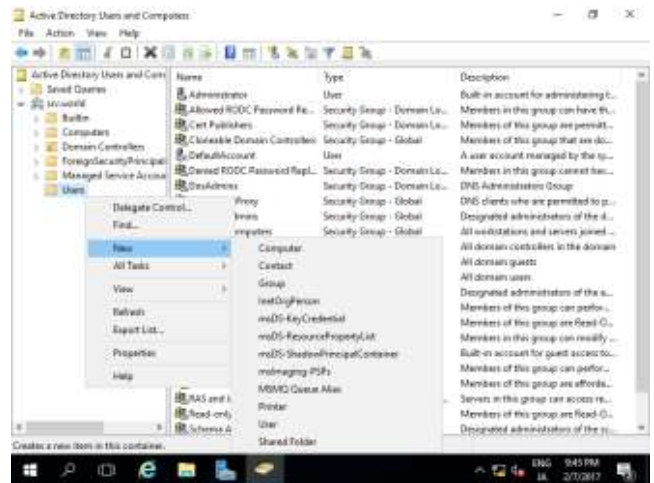 Active Directory Users and Computers
File Action View Help
Active Directory Users and Com
Saved Queries
Builtin
Computers
Domain Controllers
ForeignSecurityPrincipal
Managed Service Accoun
Users
Name Type Description
Administrator User Built-in account for administering t...
Allowed RODC Password Re... Security Group - Domain Lo... Members in this group can have th...
Cert Publishers Security Group - Domain Lo... Members of this group are permitt...
Cloneable Domain Controllers Security Group - Global Members of this group that are do...
DefaultAccount User A user account managed by the sy...
Denied RODC Password Repl... Security Group - Domain Lo... Members in this group cannot hav...
DnsAdmins Security Group - Domain Lo... DNS Administrators Group
Proxy Security Group - Global DNS clients who are permitted to p...
dmins Security Group - Global Designated administrators of the d...
mputers Security Group - Global All workstations and servers joined ...
All domain controllers in the domain
All domain guests
All domain users
Designated administrators of the e...
Members of this group can perfor...
Members of this group are Read-O...
Members in this group can modify ...
Built-in account for guest access to...
Members of this group can perfor...
Members of this group are afforde...
RAS and I Servers in this group can access re...
Read-only Members of this group are Read-O...
Schema A Designated administrators of the s...
Delegate Control...
Find...
New
All Tasks
View
Refresh
Export List...
Properties
Help
Computer
Contact
Group
InetOrgPerson
msDS-KeyCredential
msDS-ResourcePropertyList
msDS-ShadowPrincipalContainer
msImaging-PSPs
MSMQ Queue Alias
Printer
User
Shared Folder
Creates a new item in this container.
ENG 9:45 PM
2/7/2017